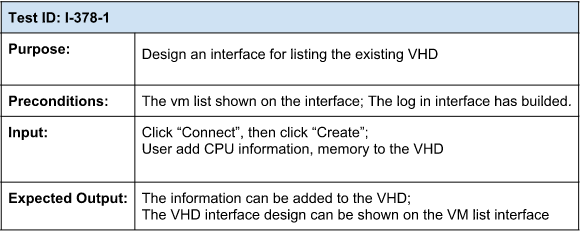 Test ID: I-378-1
Purpose:
Design an interface for listing the existing VHD
Preconditions:
The vm list shown on the interface; The log in interface has builded.
Input:
Click “Connect”, then click “Create”;
User add CPU information, memory to the VHD
Expected Output:
The information can be added to the VHD;
The VHD interface design can be shown on the VM list interface